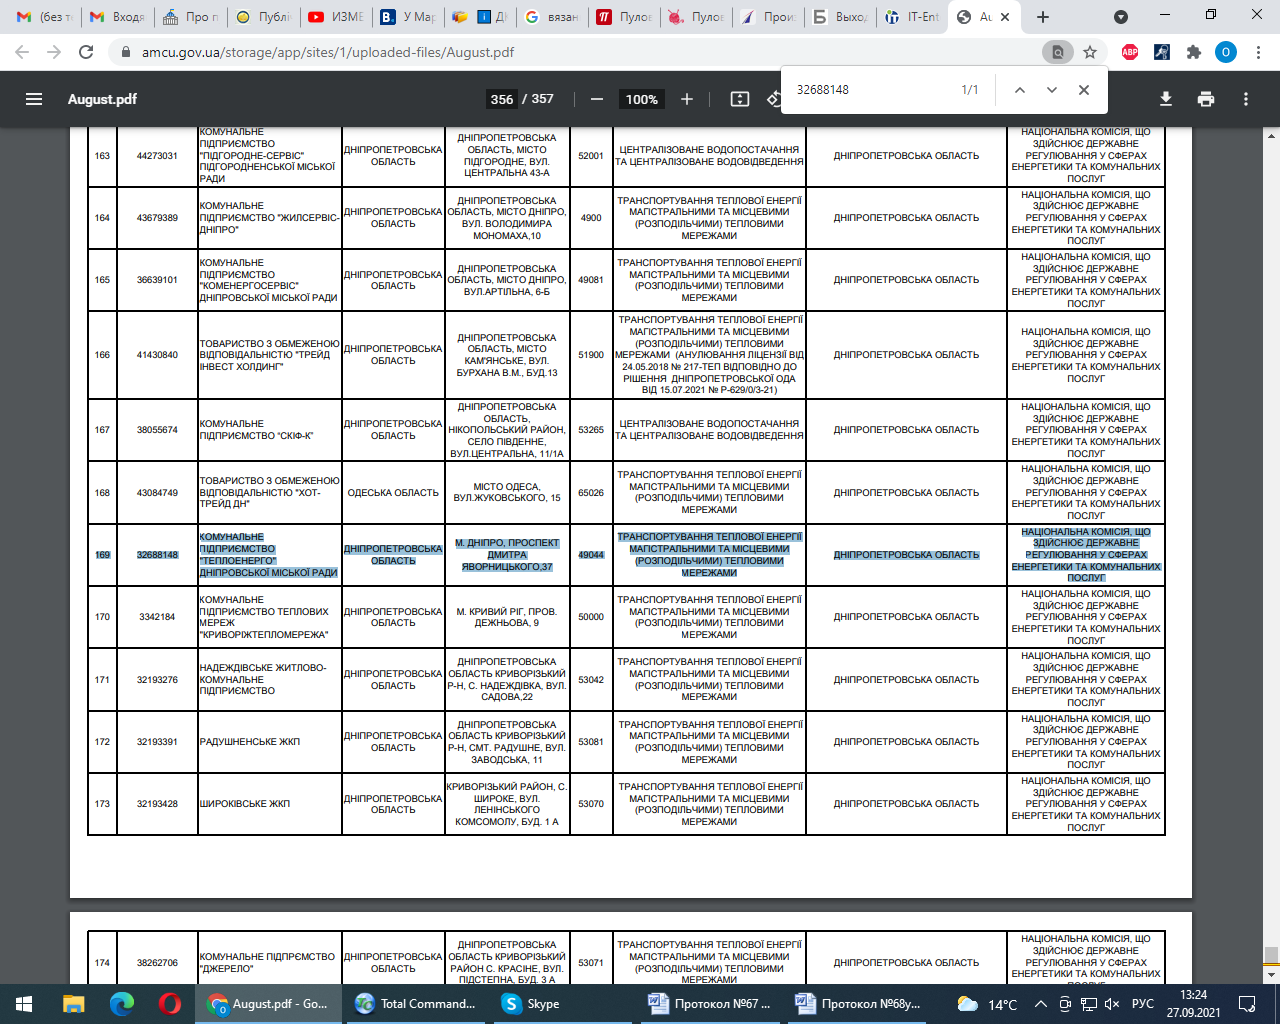 (без т
Входя
Про п
Публіч
ИЗМЕ
У Мар
ДК
вязан
Пулов
Пулов
Проис
Выход
IT-Ent
Au
amcu.gov.ua/storage/app/sites/1/uploaded-files/August.pdf
August.pdf
356 / 357
100%
32688148
1/1
163
44273031
КОМУНАЛЬНЕ
ПІДПРИЄМСТВО
"ПІДГОРОДНЕ-СЕРВІС"
ПІДГОРОДНЕНСЬКОЇ МІСЬКОЇ
РАДИ
ДНІПРОПЕТРОВСЬКА
ОБЛАСТЬ
ДНІПРОПЕТРОВСЬКА
ОБЛАСТЬ, МІСТО
ПІДГОРОДНЕ, ВУЛ.
ЦЕНТРАЛЬНА 43-А
52001
ЦЕНТРАЛІЗОВАНЕ ВОДОПОСТАЧАННЯ
ТА ЦЕНТРАЛІЗОВАНЕ ВОДОВІДВЕДЕННЯ
ДНІПРОПЕТРОВСЬКА ОБЛАСТЬ
НАЦІОНАЛЬНА КОМІСІЯ, ЩО
ЗДІЙСНЮЄ ДЕРЖАВНЕ
РЕГУЛЮВАННЯ У СФЕРАХ
ЕНЕРГЕТИКИ ТА КОМУНАЛЬНИХ
ПОСЛУГ
164
43679389
КОМУНАЛЬНЕ
ПІДПРИЄМСТВО "ЖИЛСЕРВІС-
ДНІПРО"
ДНІПРОПЕТРОВСЬКА
ОБЛАСТЬ
ДНІПРОПЕТРОВСЬКА
ОБЛАСТЬ, МІСТО ДНІПРО,
ВУЛ. ВОЛОДИМИРА
МОНОМАХА,10
4900
ТРАНСПОРТУВАННЯ ТЕПЛОВОЇ ЕНЕРГІЇ
МАГІСТРАЛЬНИМИ ТА МІСЦЕВИМИ
(РОЗПОДІЛЬЧИМИ) ТЕПЛОВИМИ
МЕРЕЖАМИ
ДНІПРОПЕТРОВСЬКА ОБЛАСТЬ
НАЦІОНАЛЬНА КОМІСІЯ, ЩО
ЗДІЙСНЮЄ ДЕРЖАВНЕ
РЕГУЛЮВАННЯ У СФЕРАХ
ЕНЕРГЕТИКИ ТА КОМУНАЛЬНИХ
ПОСЛУГ
165
36639101
КОМУНАЛЬНЕ
ПІДПРИЄМСТВО
"КОМЕНЕРГОСЕРВІС"
ДНІПРОВСЬКОЇ МІСЬКОЇ РАДИ
ДНІПРОПЕТРОВСЬКА
ОБЛАСТЬ
ДНІПРОПЕТРОВСЬКА
ОБЛАСТЬ, МІСТО ДНІПРО,
ВУЛ.АРТІЛЬНА, 6-Б
49081
ТРАНСПОРТУВАННЯ ТЕПЛОВОЇ ЕНЕРГІЇ
МАГІСТРАЛЬНИМИ ТА МІСЦЕВИМИ
(РОЗПОДІЛЬЧИМИ) ТЕПЛОВИМИ
МЕРЕЖАМИ
ДНІПРОПЕТРОВСЬКА ОБЛАСТЬ
НАЦІОНАЛЬНА КОМІСІЯ, ЩО
ЗДІЙСНЮЄ ДЕРЖАВНЕ
РЕГУЛЮВАННЯ У СФЕРАХ
ЕНЕРГЕТИКИ ТА КОМУНАЛЬНИХ
ПОСЛУГ
166
41430840
ТОВАРИСТВО З ОБМЕЖЕНОЮ
ВІДПОВІДАЛЬНІСТЮ "ТРЕЙД
ІНВЕСТ ХОЛДИНГ"
ДНІПРОПЕТРОВСЬКА
ОБЛАСТЬ
ДНІПРОПЕТРОВСЬКА
ОБЛАСТЬ, МІСТО
КАМ'ЯНСЬКЕ, ВУЛ.
БУРХАНА В.М., БУД.13
51900
ТРАНСПОРТУВАННЯ ТЕПЛОВОЇ ЕНЕРГІЇ
МАГІСТРАЛЬНИМИ ТА МІСЦЕВИМИ
(РОЗПОДІЛЬЧИМИ) ТЕПЛОВИМИ
МЕРЕЖАМИ (АНУЛЮВАННЯ ЛІЦЕНЗІЇ ВІД
24.05.2018 № 217-ТЕП ВІДПОВІДНО ДО
РІШЕННЯ ДНІПРОПЕТРОВСЬКОЇ ОДА
ВІД 15.07.2021 № Р-629/0/3-21)
ДНІПРОПЕТРОВСЬКА ОБЛАСТЬ
НАЦІОНАЛЬНА КОМІСІЯ, ЩО
ЗДІЙСНЮЄ ДЕРЖАВНЕ
РЕГУЛЮВАННЯ У СФЕРАХ
ЕНЕРГЕТИКИ ТА КОМУНАЛЬНИХ
ПОСЛУГ
167
38055674
КОМУНАЛЬНЕ
ПІДПРИЄМСТВО "СКІФ-К"
ДНІПРОПЕТРОВСЬКА
ОБЛАСТЬ
ДНІПРОПЕТРОВСЬКА
ОБЛАСТЬ,
НІКОПОЛЬСЬКИЙ РАЙОН,
СЕЛО ПІВДЕННЕ,
ВУЛ.ЦЕНТРАЛЬНА, 11/1А
53265
ЦЕНТРАЛІЗОВАНЕ ВОДОПОСТАЧАННЯ
ТА ЦЕНТРАЛІЗОВАНЕ ВОДОВІДВЕДЕННЯ
ДНІПРОПЕТРОВСЬКА ОБЛАСТЬ
НАЦІОНАЛЬНА КОМІСІЯ, ЩО
ЗДІЙСНЮЄ ДЕРЖАВНЕ
РЕГУЛЮВАННЯ У СФЕРАХ
ЕНЕРГЕТИКИ ТА КОМУНАЛЬНИХ
ПОСЛУГ
168
43084749
ТОВАРИСТВО З ОБМЕЖЕНОЮ
ВІДПОВІДАЛЬНІСТЮ "ХОТ-
ТРЕЙД ДН"
ОДЕСЬКА ОБЛАСТЬ
МІСТО ОДЕСА,
ВУЛ.ЖУКОВСЬКОГО, 15
65026
ТРАНСПОРТУВАННЯ ТЕПЛОВОЇ ЕНЕРГІЇ
МАГІСТРАЛЬНИМИ ТА МІСЦЕВИМИ
(РОЗПОДІЛЬЧИМИ) ТЕПЛОВИМИ
МЕРЕЖАМИ
ДНІПРОПЕТРОВСЬКА ОБЛАСТЬ
НАЦІОНАЛЬНА КОМІСІЯ, ЩО
ЗДІЙСНЮЄ ДЕРЖАВНЕ
РЕГУЛЮВАННЯ У СФЕРАХ
ЕНЕРГЕТИКИ ТА КОМУНАЛЬНИХ
ПОСЛУГ
169
32688148
КОМУНАЛЬНЕ
ПІДПРИЄМСТВО
"ТЕПЛОЕНЕРГО"
ДНІПРОВСЬКОЇ МІСЬКОЇ РАДИ
ДНІПРОПЕТРОВСЬКА
ОБЛАСТЬ
М. ДНІПРО, ПРОСПЕКТ
ДМИТРА
ЯВОРНИЦЬКОГО,37
49044
ТРАНСПОРТУВАННЯ ТЕПЛОВОЇ ЕНЕРГІЇ
МАГІСТРАЛЬНИМИ ТА МІСЦЕВИМИ
(РОЗПОДІЛЬЧИМИ) ТЕПЛОВИМИ
МЕРЕЖАМИ
ДНІПРОПЕТРОВСЬКА ОБЛАСТЬ
НАЦІОНАЛЬНА КОМІСІЯ, ЩО
ЗДІЙСНЮЄ ДЕРЖАВНЕ
РЕГУЛЮВАННЯ У СФЕРАХ
ЕНЕРГЕТИКИ ТА КОМУНАЛЬНИХ
ПОСЛУГ
170
3342184
КОМУНАЛЬНЕ
ПІДПРИЄМСТВО ТЕПЛОВИХ
МЕРЕЖ
"КРИВОРІЖТЕПЛОМЕРЕЖА"
ДНІПРОПЕТРОВСЬКА
ОБЛАСТЬ
М. КРИВИЙ РІГ, ПРОВ.
ДЕЖНЬОВА, 9
50000
ТРАНСПОРТУВАННЯ ТЕПЛОВОЇ ЕНЕРГІЇ
МАГІСТРАЛЬНИМИ ТА МІСЦЕВИМИ
(РОЗПОДІЛЬЧИМИ) ТЕПЛОВИМИ
МЕРЕЖАМИ
ДНІПРОПЕТРОВСЬКА ОБЛАСТЬ
НАЦІОНАЛЬНА КОМІСІЯ, ЩО
ЗДІЙСНЮЄ ДЕРЖАВНЕ
РЕГУЛЮВАННЯ У СФЕРАХ
ЕНЕРГЕТИКИ ТА КОМУНАЛЬНИХ
ПОСЛУГ
171
32193276
НАДЕЖДІВСЬКЕ ЖИТЛОВО-
КОМУНАЛЬНЕ
ПІДПРИЄМСТВО
ДНІПРОПЕТРОВСЬКА
ОБЛАСТЬ
ДНІПРОПЕТРОВСЬКА
ОБЛАСТЬ КРИВОРІЗЬКИЙ
Р-Н, С. НАДЕЖДІВКА, ВУЛ.
САДОВА,22
53042
ТРАНСПОРТУВАННЯ ТЕПЛОВОЇ ЕНЕРГІЇ
МАГІСТРАЛЬНИМИ ТА МІСЦЕВИМИ
(РОЗПОДІЛЬЧИМИ) ТЕПЛОВИМИ
МЕРЕЖАМИ
ДНІПРОПЕТРОВСЬКА ОБЛАСТЬ
НАЦІОНАЛЬНА КОМІСІЯ, ЩО
ЗДІЙСНЮЄ ДЕРЖАВНЕ
РЕГУЛЮВАННЯ У СФЕРАХ
ЕНЕРГЕТИКИ ТА КОМУНАЛЬНИХ
ПОСЛУГ
172
32193391
РАДУШНЕНСЬКЕ ЖКП
ДНІПРОПЕТРОВСЬКА
ОБЛАСТЬ
ДНІПРОПЕТРОВСЬКА
ОБЛАСТЬ КРИВОРІЗЬКИЙ
Р-Н, СМТ. РАДУШНЕ, ВУЛ.
ЗАВОДСЬКА, 11
53081
ТРАНСПОРТУВАННЯ ТЕПЛОВОЇ ЕНЕРГІЇ
МАГІСТРАЛЬНИМИ ТА МІСЦЕВИМИ
(РОЗПОДІЛЬЧИМИ) ТЕПЛОВИМИ
МЕРЕЖАМИ
ДНІПРОПЕТРОВСЬКА ОБЛАСТЬ
НАЦІОНАЛЬНА КОМІСІЯ, ЩО
ЗДІЙСНЮЄ ДЕРЖАВНЕ
РЕГУЛЮВАННЯ У СФЕРАХ
ЕНЕРГЕТИКИ ТА КОМУНАЛЬНИХ
ПОСЛУГ
173
32193428
ШИРОКІВСЬКЕ ЖКП
ДНІПРОПЕТРОВСЬКА
ОБЛАСТЬ
КРИВОРІЗЬКИЙ РАЙОН, С.
ШИРОКЕ, ВУЛ.
ЛЕНІНСЬКОГО
КОМСОМОЛУ, БУД. 1 А
53070
ТРАНСПОРТУВАННЯ ТЕПЛОВОЇ ЕНЕРГІЇ
МАГІСТРАЛЬНИМИ ТА МІСЦЕВИМИ
(РОЗПОДІЛЬЧИМИ) ТЕПЛОВИМИ
МЕРЕЖАМИ
ДНІПРОПЕТРОВСЬКА ОБЛАСТЬ
НАЦІОНАЛЬНА КОМІСІЯ, ЩО
ЗДІЙСНЮЄ ДЕРЖАВНЕ
РЕГУЛЮВАННЯ У СФЕРАХ
ЕНЕРГЕТИКИ ТА КОМУНАЛЬНИХ
ПОСЛУГ
174
38262706
КОМУНАЛЬНЕ ПІДПРЄМСТВО
"ДЖЕРЕЛО"
ДНІПРОПЕТРОВСЬКА
ОБЛАСТЬ
ДНІПРОПЕТРОВСЬКА
ОБЛАСТЬ КРИВОРІЗЬКИЙ
РАЙОН С. КРАСІНЕ, ВУЛ.
ПІДСТЕПНА, БУД. 3 А
53071
ТРАНСПОРТУВАННЯ ТЕПЛОВОЇ ЕНЕРГІЇ
МАГІСТРАЛЬНИМИ ТА МІСЦЕВИМИ
(РОЗПОДІЛЬЧИМИ) ТЕПЛОВИМИ
МЕРЕЖАМИ
ДНІПРОПЕТРОВСЬКА ОБЛАСТЬ
НАЦІОНАЛЬНА КОМІСІЯ, ЩО
ЗДІЙСНЮЄ ДЕРЖАВНЕ
РЕГУЛЮВАННЯ У СФЕРАХ
ЕНЕРГЕТИКИ ТА КОМУНАЛЬНИХ
August.pdf - Go...
Total Command...
Skype
Протокол №67 ...
Протокол №68у...
14°C
РУС
13:24
27.09.2021